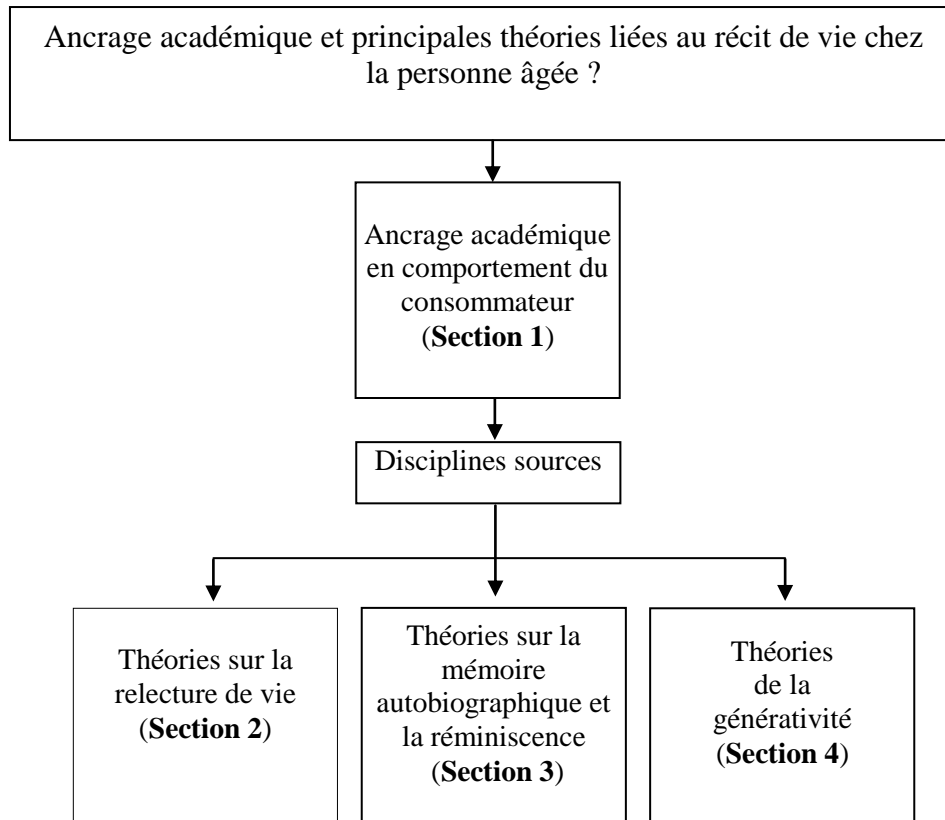 Ancrage académique et principales théories liées au récit de vie chez
la personne âgée ?
Ancrage académique
en comportement du
consommateur
(Section 1)
Disciplines sources
Théories sur la
relecture de vie
(Section 2)
Théories sur la
mémoire
autobiographique et
la réminiscence
(Section 3)
Théories
de la
générativité
(Section 4)